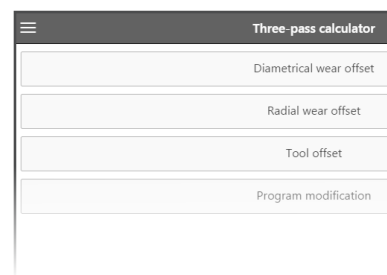 Three-pass calculator
Diametrical wear offset
Radial wear offset
Tool offset
Program modification